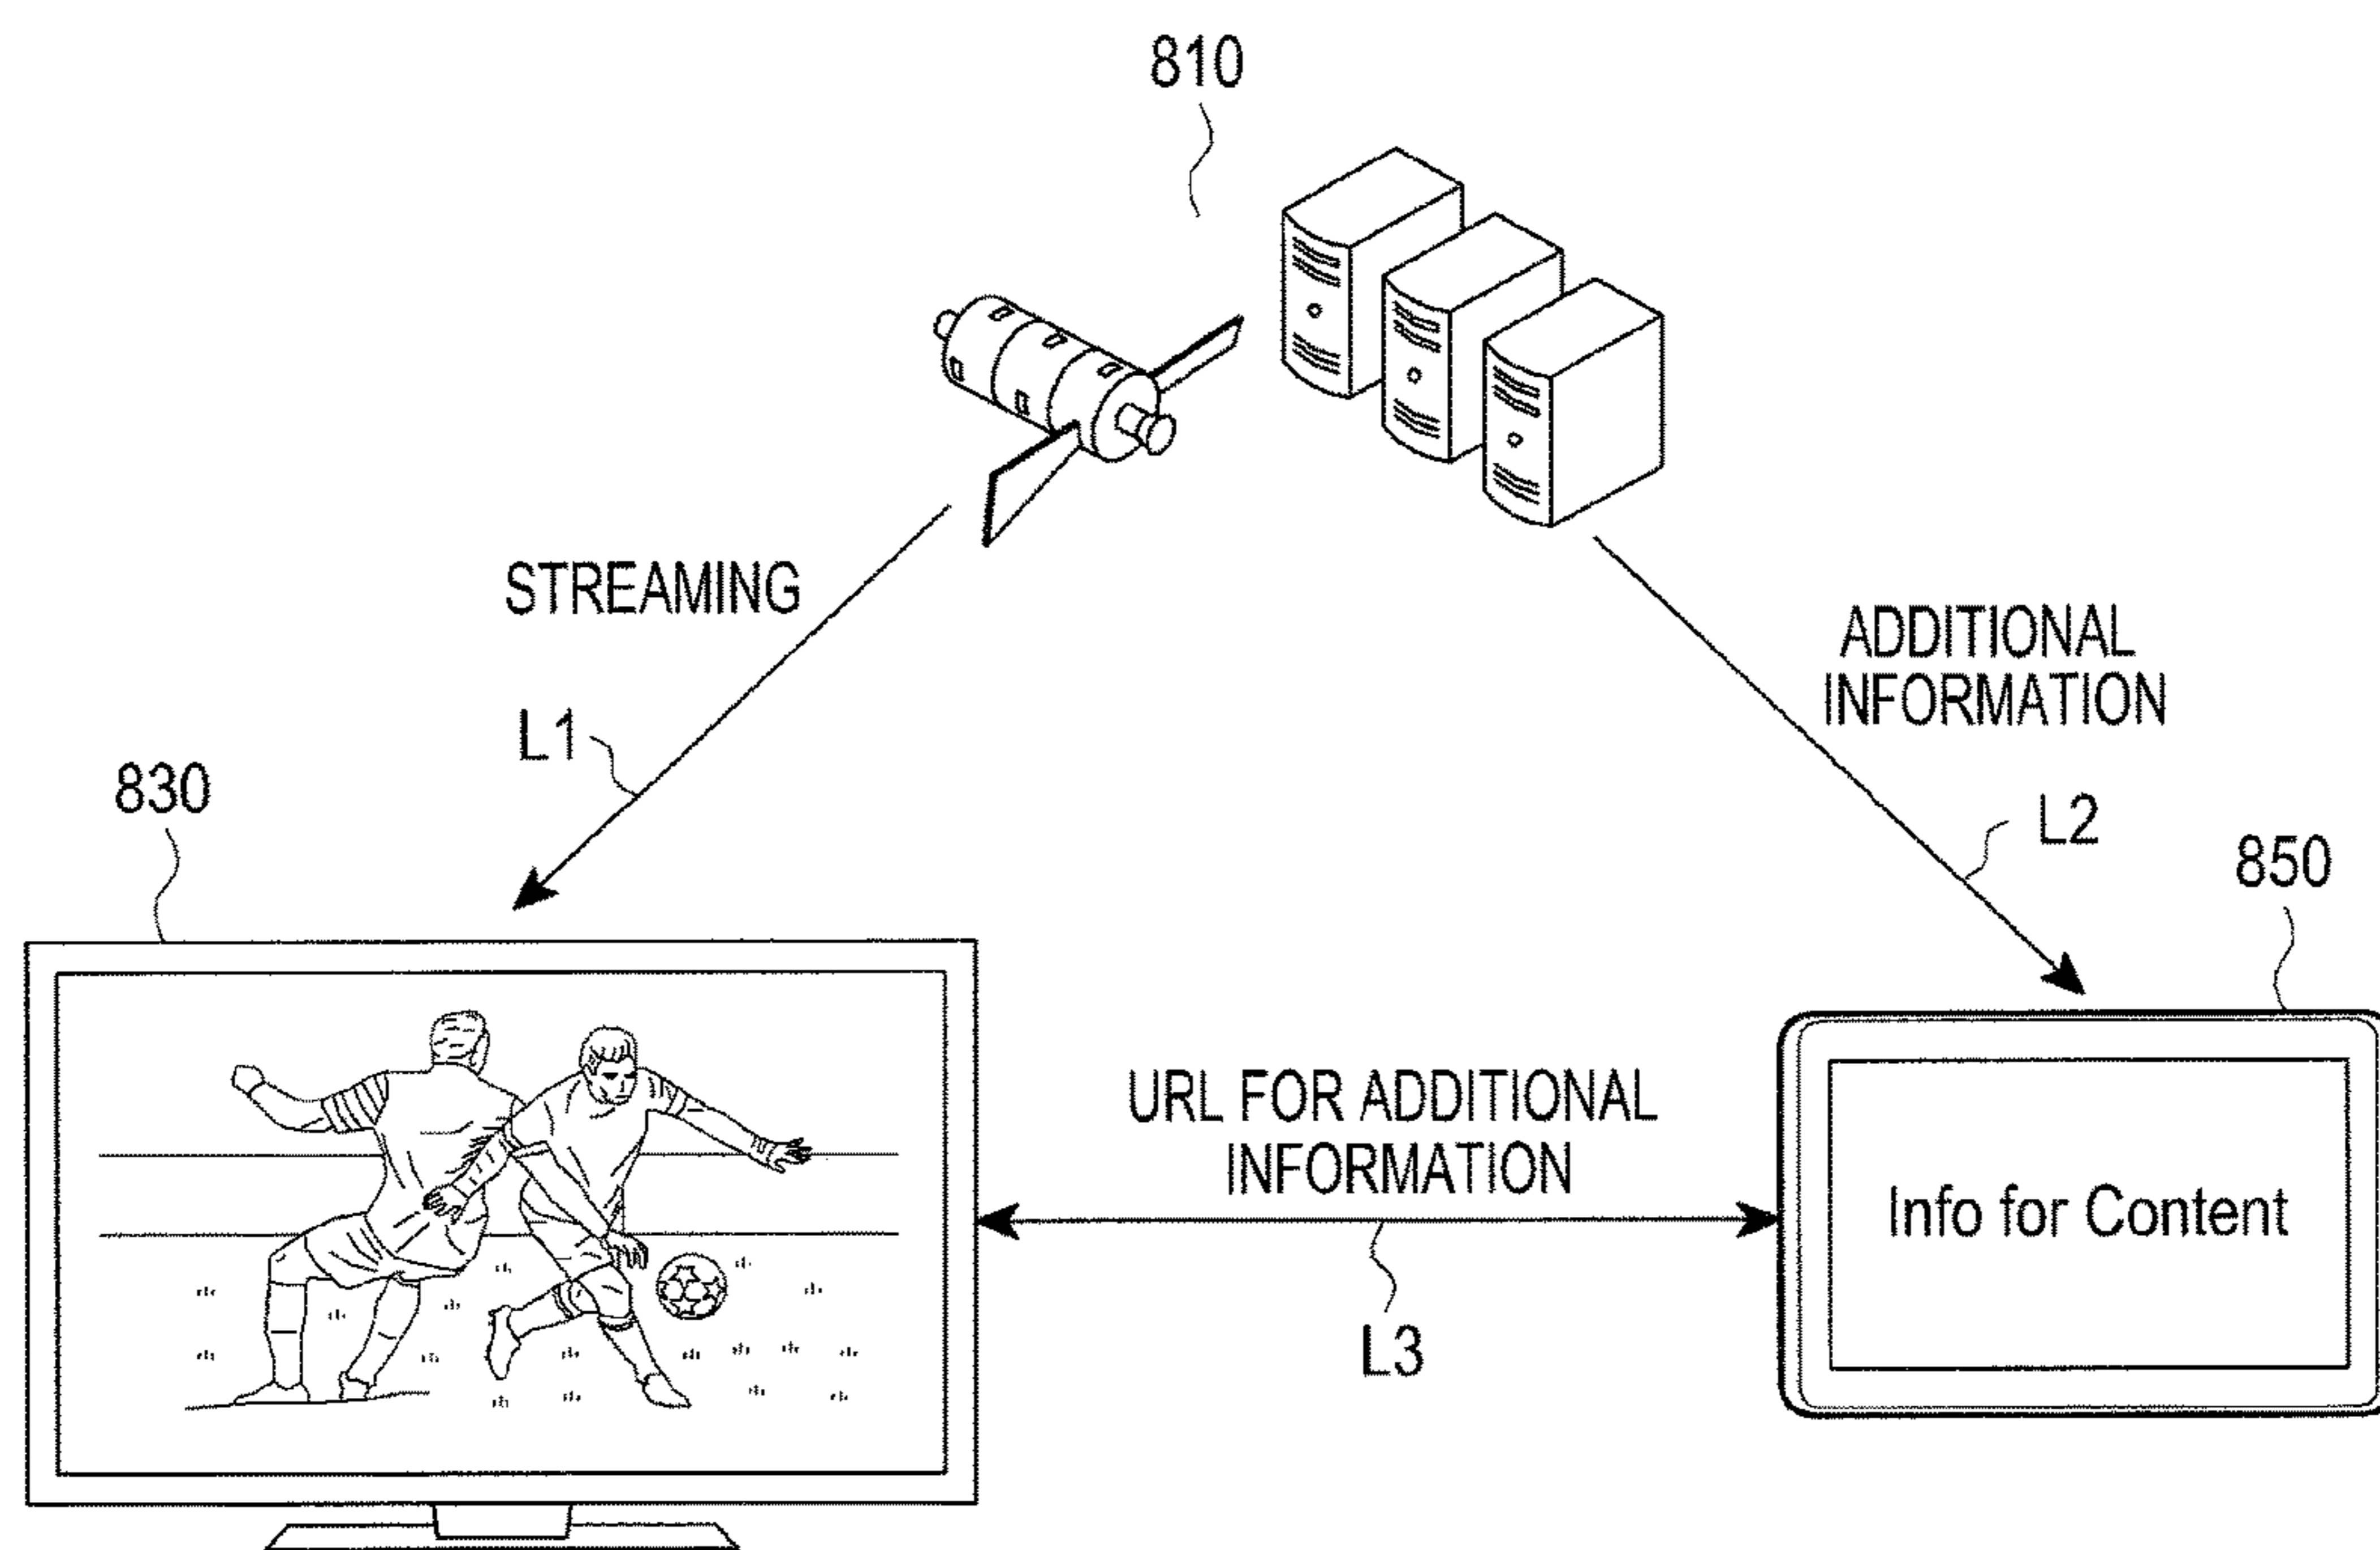 810
STREAMING
ADDITIONAL
INFORMATION
L1
L2
830
850
URL FOR ADDITIONAL
INFORMATION
Info for Content
L3